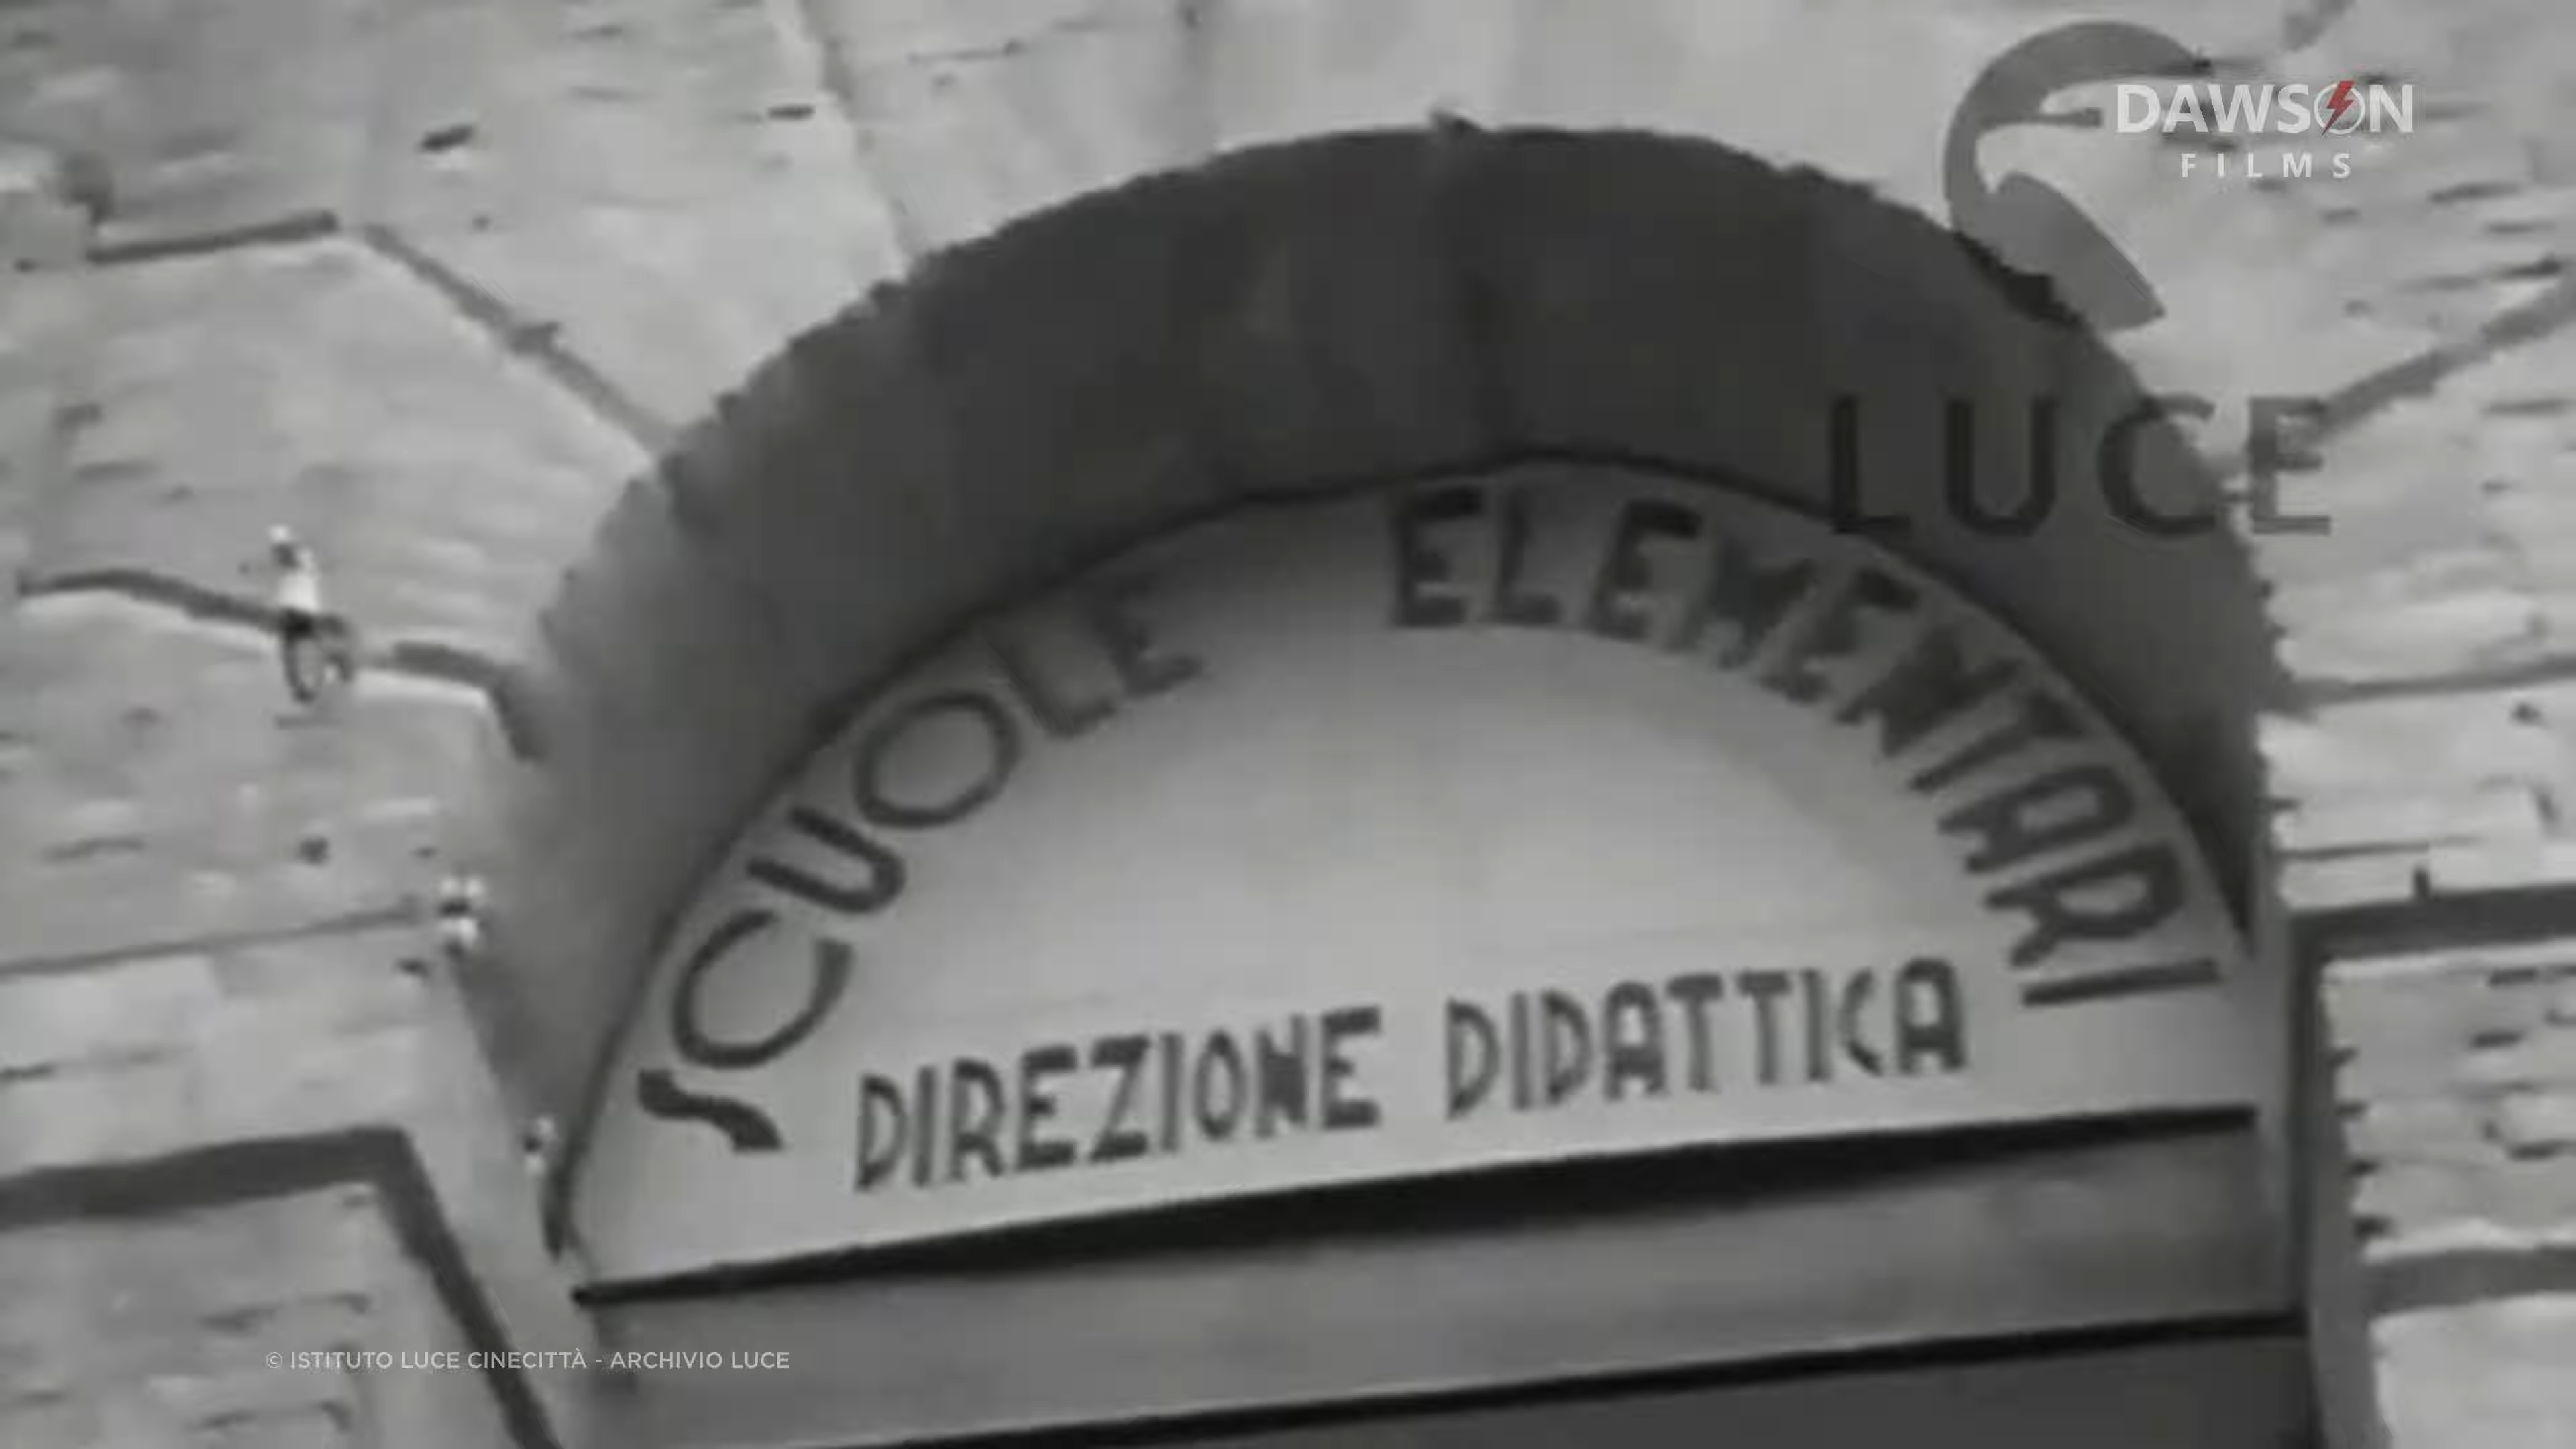 DAWSON
FILMS
LUCE
SCUOLE ELEMENTARI
DIREZIONE DIDATTICA
© ISTITUTO LUCE CINECITTÀ - ARCHIVIO LUCE